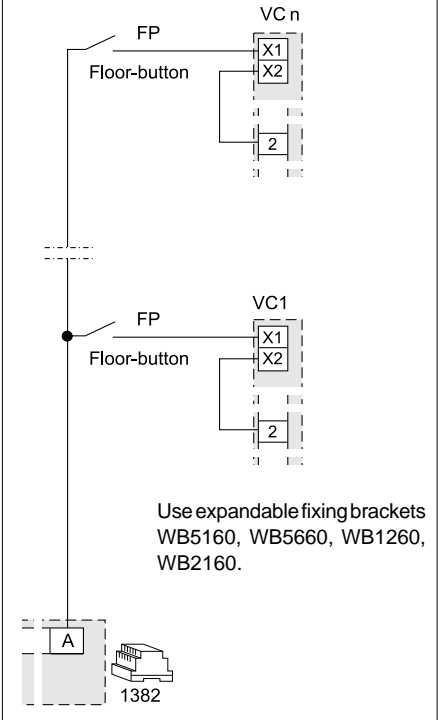 VC n
FP
X1
Floor-button
X2
2
VC1
FP
X1
Floor-button
X2
2
Use expandable fixing brackets
WB5160, WB5660, WB1260,
WB2160.
A
1382